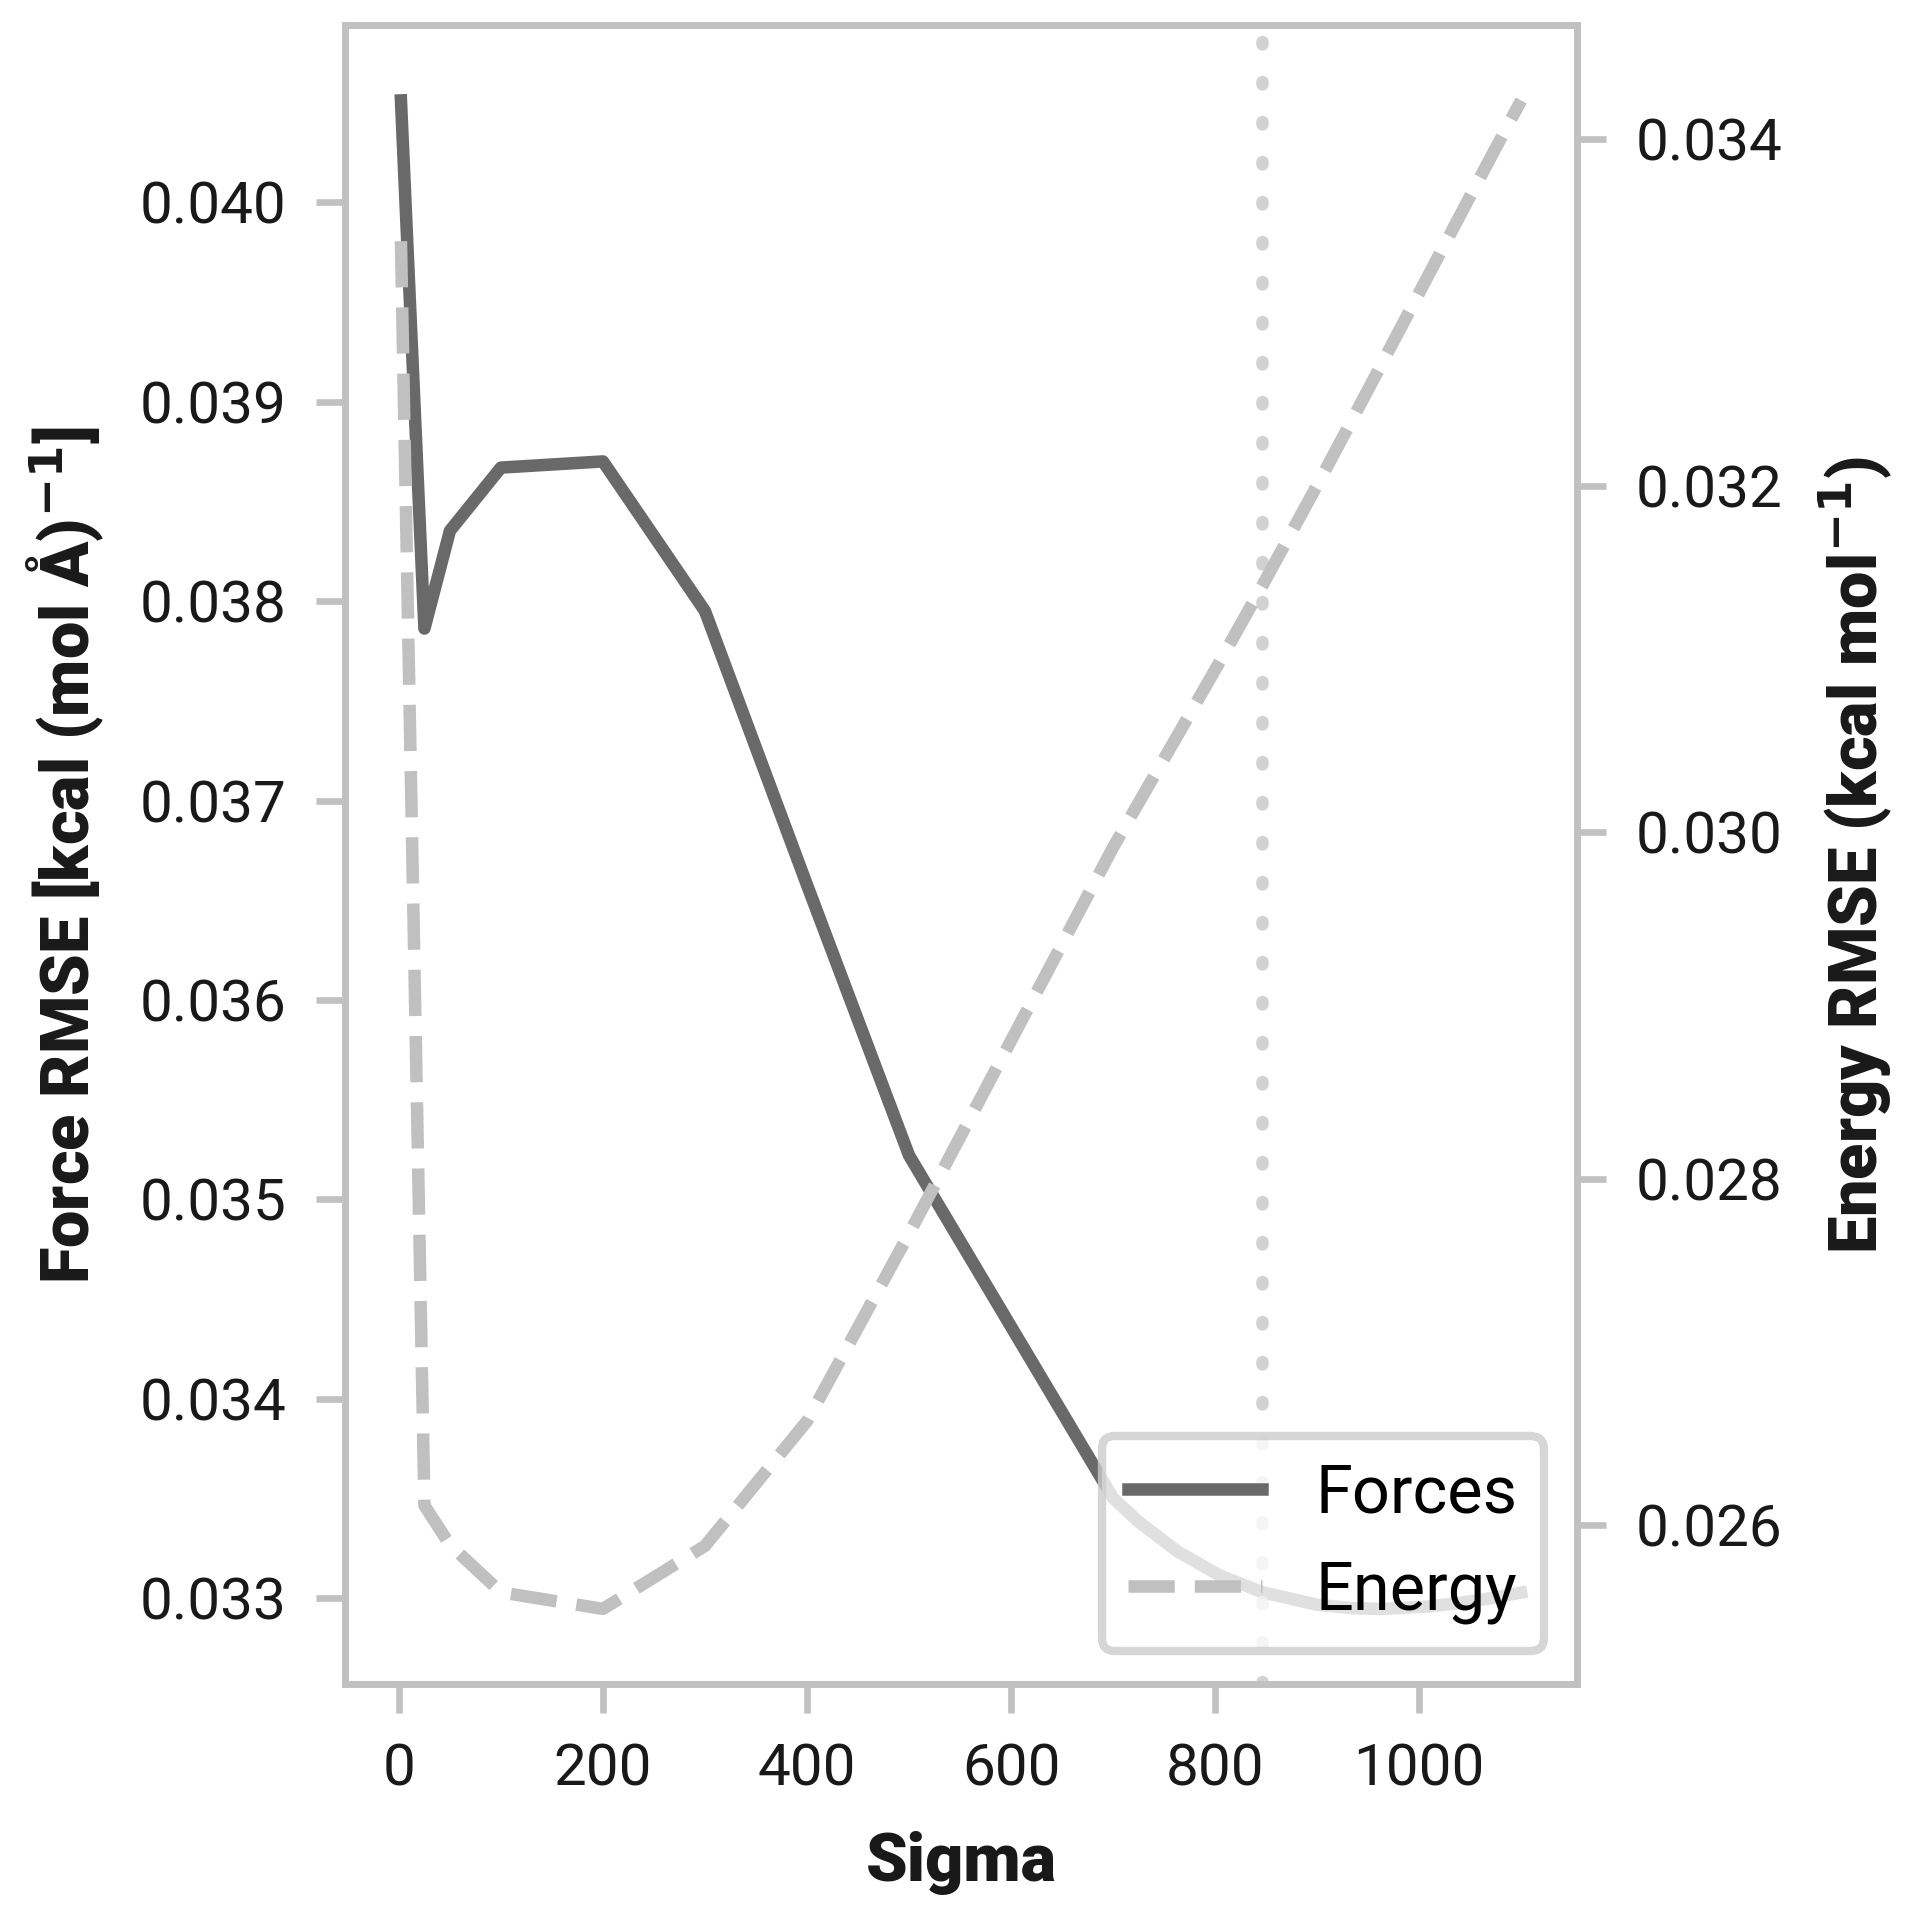 Force RMSE [kcal (mol Å)⁻¹]
0.040
0.039
0.038
0.037
0.036
0.035
0.034
0.033
0.034
0.032
0.030
0.028
0.026
Energy RMSE (kcal mol⁻¹)
Forces
Energy
0 200 400 600 800 1000
Sigma